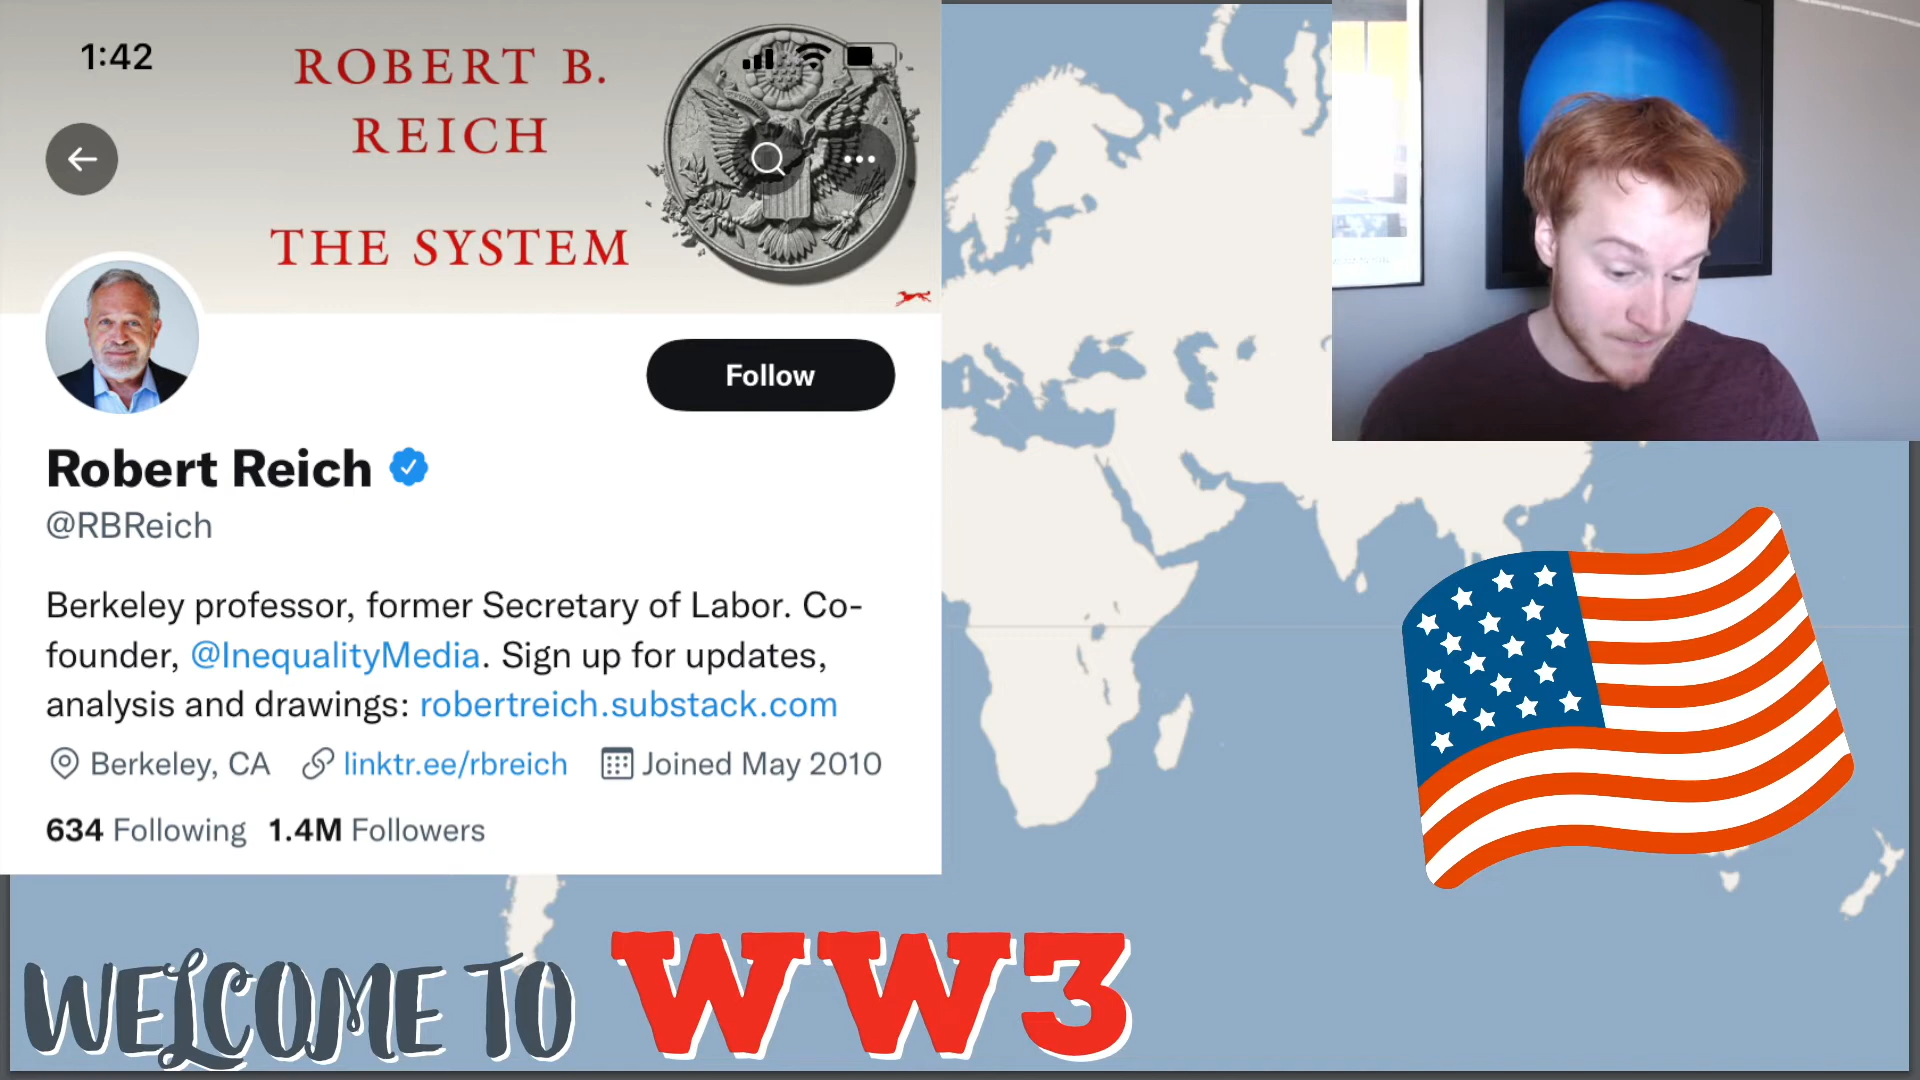 1:42
ROBERT B.
REICH
THE SYSTEM
Follow
Robert Reich
@RBReich
Berkeley professor, former Secretary of Labor. Co-
founder, @InequalityMedia. Sign up for updates,
analysis and drawings: robertreich.substack.com
Berkeley, CA linktr.ee/rbreich Joined May 2010
634 Following 1.4M Followers
WELCOME TO WW3